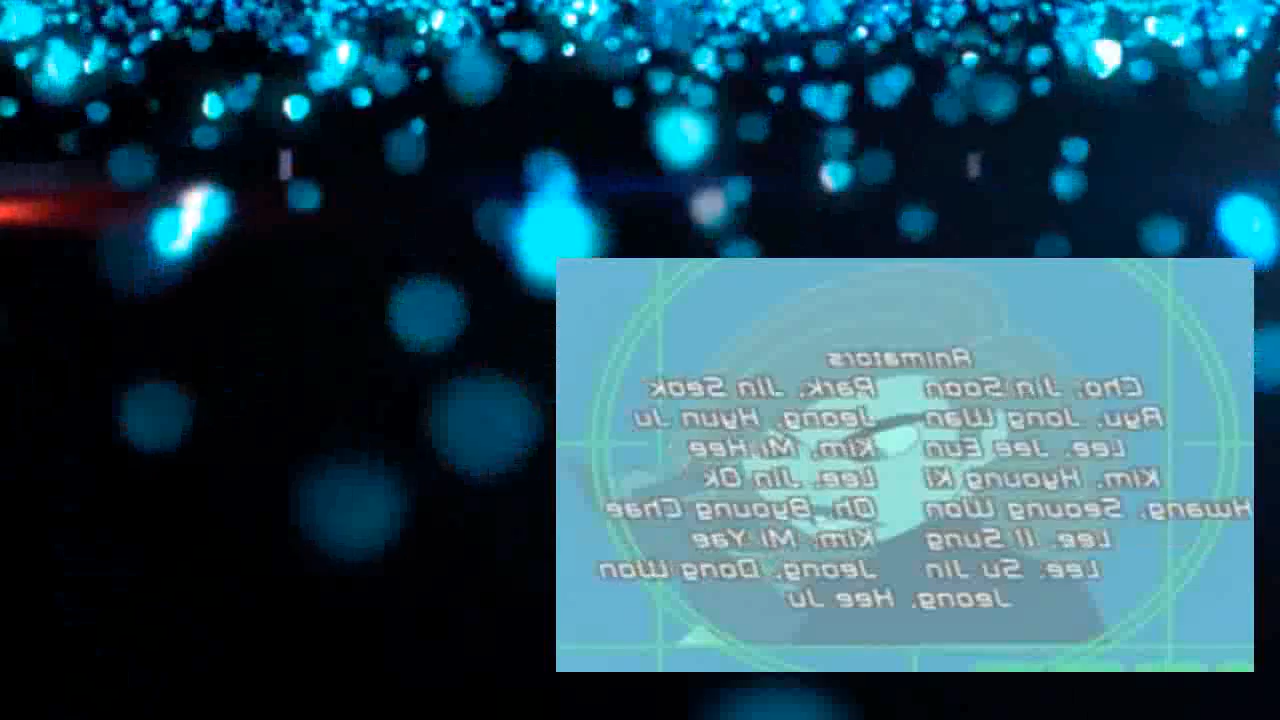 Animators
Cho, Jin Soon Park, Jin Seok
Ryu, Jong Wan Jeong, Hyun Ju
Lee, Jee Eun Kim, Mi Hee
Kim, Hyoung Ki Lee, Jin Ok
Hwang, Seong Won Oh, Byoung Chae
Lee, Il Sung Kim, Mi Yae
Lee, Su Jin Jeong, Dong Won
Jeong, Hee Ju